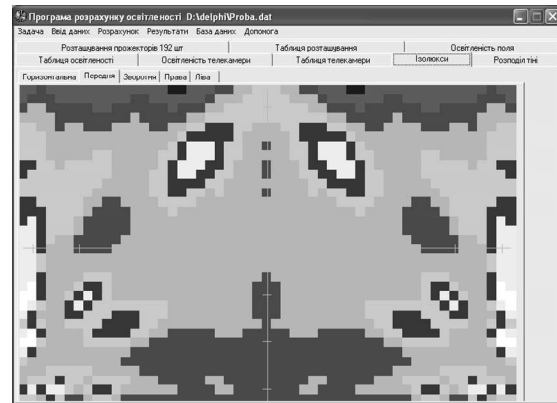 Програма розрахунку освітленості D:\delphi\Proba.dat
Задача Ввід даних Розрахунок Результати База даних Допомога
Розташування прожекторів 192 шт Таблиця розташування Освітленість поля
Таблиця освітленості Освітленість телекамери Таблиця телекамери Ізолюкси Розподіл тіні
Горизонтальна Передня Зворотня Права Ліва